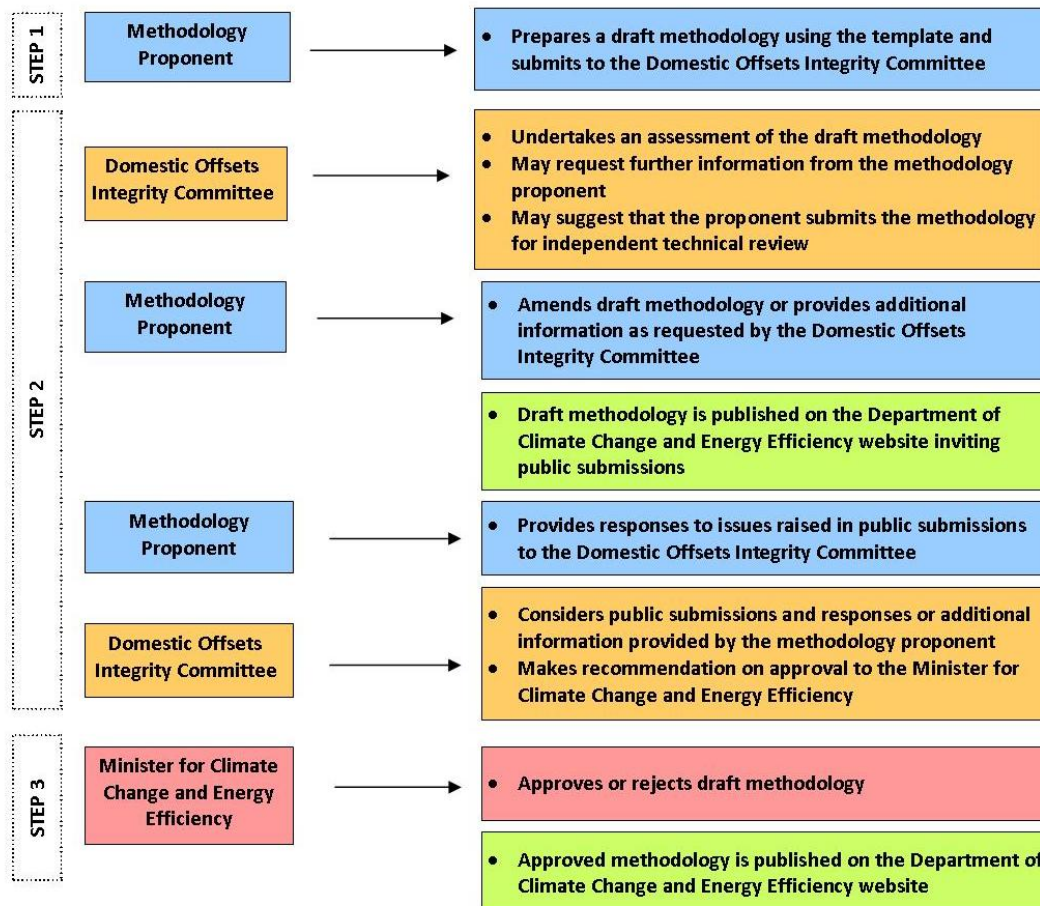 STEP 1
Methodology
Proponent
• Prepares a draft methodology using the template and
submits to the Domestic Offsets Integrity Committee
STEP 2
Domestic Offsets
Integrity Committee
• Undertakes an assessment of the draft methodology
• May request further information from the methodology
proponent
• May suggest that the proponent submits the methodology
for independent technical review
Methodology
Proponent
• Amends draft methodology or provides additional
information as requested by the Domestic Offsets
Integrity Committee
• Draft methodology is published on the Department of
Climate Change and Energy Efficiency website inviting
public submissions
Methodology
Proponent
• Provides responses to issues raised in public submissions
to the Domestic Offsets Integrity Committee
Domestic Offsets
Integrity Committee
• Considers public submissions and responses or additional
information provided by the methodology proponent
• Makes recommendation on approval to the Minister for
Climate Change and Energy Efficiency
STEP 3
Minister for Climate
Change and Energy
Efficiency
• Approves or rejects draft methodology
• Approved methodology is published on the Department of
Climate Change and Energy Efficiency website